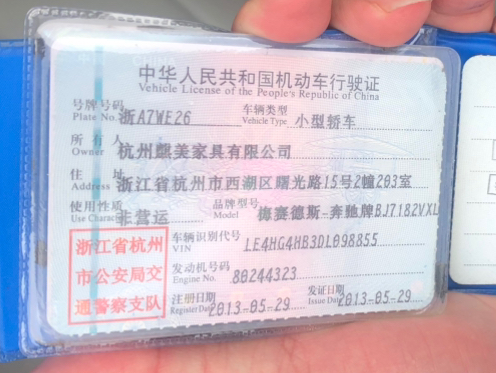 中华人民共和国机动车行驶证
Vehicle License of the People's Republic of China
号牌号码 浙A7WE26 车辆类型 小型轿车
Plate No. Vehicle Type
所有人 杭州麒美家具有限公司
Owner
住址 浙江省杭州市西湖区曙光路15号2幢203室
Address
使用性质 非营运 品牌型号 梅赛德斯-奔驰牌BJ7182VXL
Use Character Model
浙江省杭州
市公安局交
通警察支队
车辆识别代号 LE4HG4HB3DL098855
VIN
发动机号码 80244323
Engine No.
注册日期 2013-05-29 发证日期 2013-05-29
Register Date Issue Date